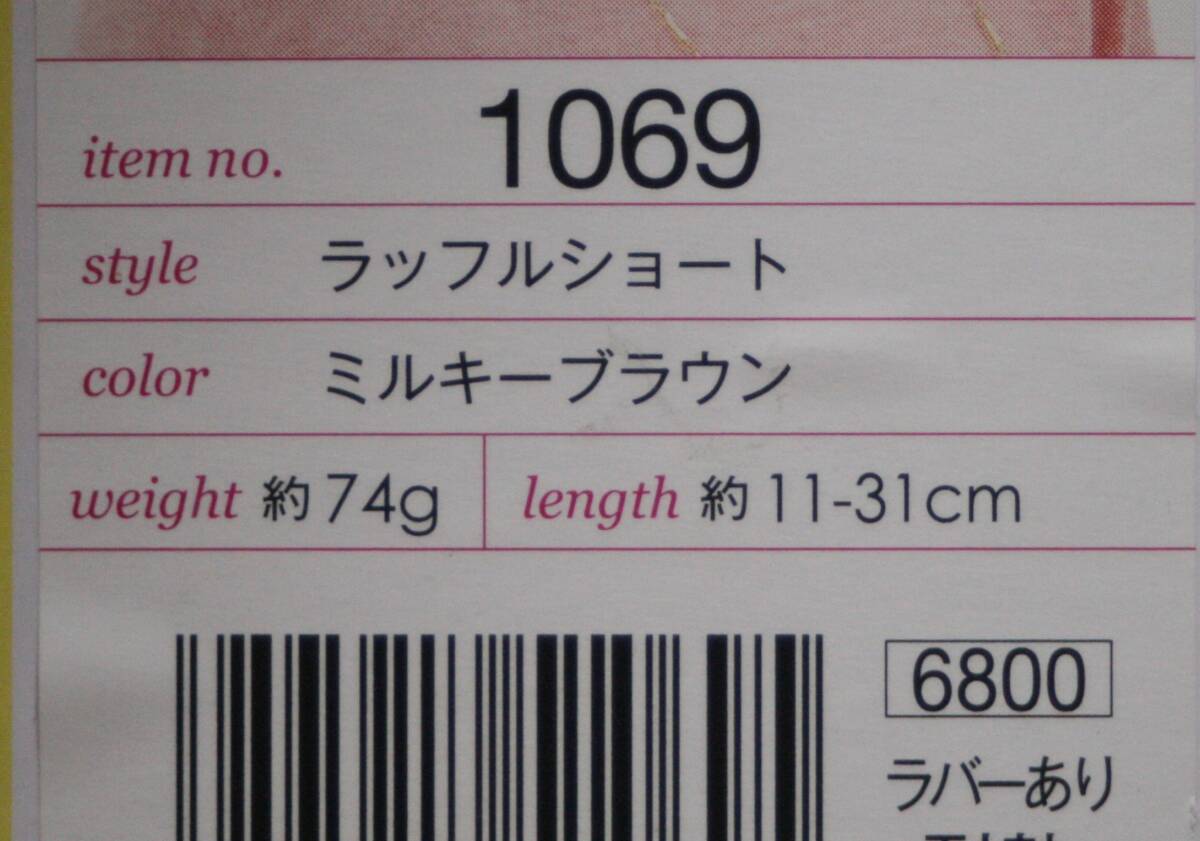 item no. 1069
style ラッフルショート
color ミルキーブラウン
weight 約74g length 約11-31cm
6800
ラバーあり